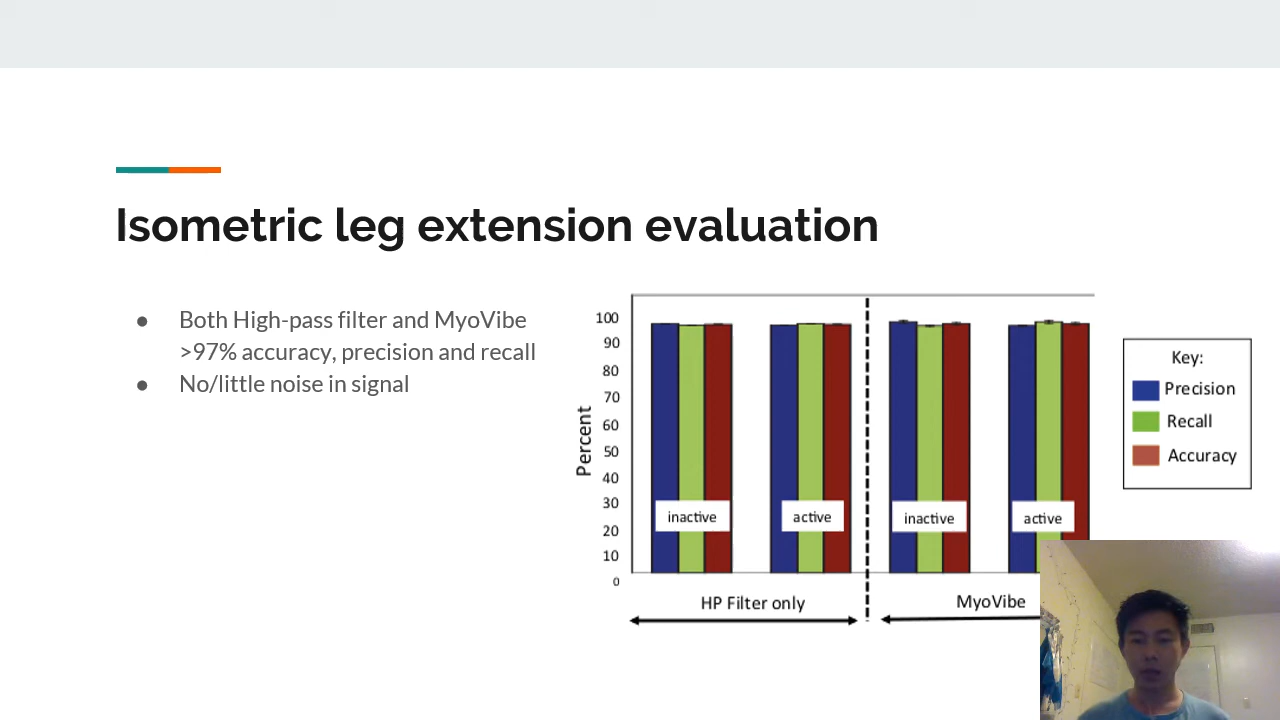 Isometric leg extension evaluation
● Both High-pass filter and MyoVibe
>97% accuracy, precision and recall
● No/little noise in signal
Percent
100
90
80
70
60
50
40
30
20
10
0
inactive
active
inactive
active
HP Filter only
MyoVibe
Key:
Precision
Recall
Accuracy